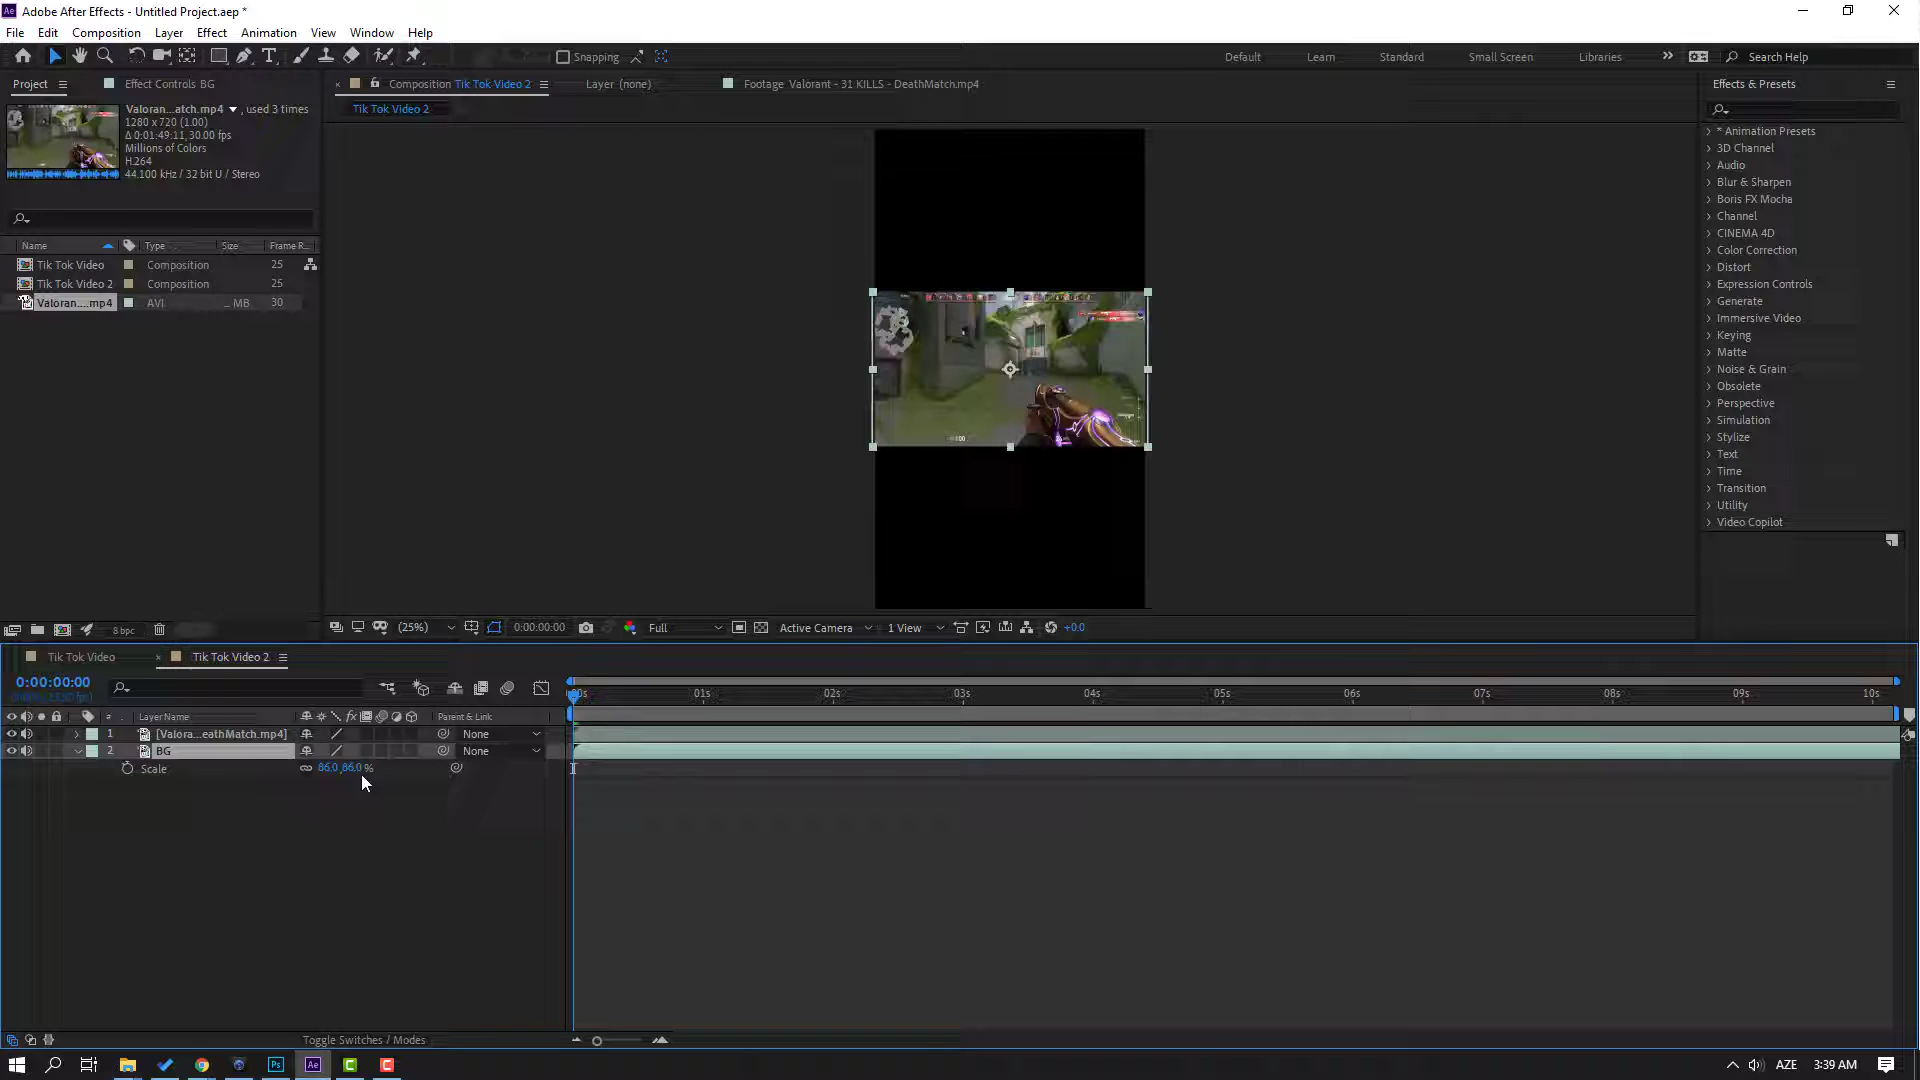 Adobe After Effects - Untitled Project.aep *
File Edit Composition Layer Effect Animation View Window Help
Snapping Default Learn Standard Small Screen Libraries Search Help
Project Effect Controls BG Composition Tik Tok Video 2 Layer (none) Footage Valorant - 31 KILLS - DeathMatch.mp4 Effects & Presets
Tik Tok Video 2
Valoran...atch.mp4 , used 3 times
1280 x 720 (1.00)
Δ 0:01:49:11, 30.00 fps
Millions of Colors
H.264
44.100 kHz / 32 bit U / Stereo
Name Type Size Frame R...
Tik Tok Video Composition 25
Tik Tok Video 2 Composition 25
Valoran....mp4 AVI ... MB 30
* Animation Presets
3D Channel
Audio
Blur & Sharpen
Boris FX Mocha
Channel
CINEMA 4D
Color Correction
Distort
Expression Controls
Generate
Immersive Video
Keying
Matte
Noise & Grain
Obsolete
Perspective
Simulation
Stylize
Text
Time
Transition
Utility
Video Copilot
8 bpc (25%) 0:00:00:00 Full Active Camera 1 View +0.0
Tik Tok Video Tik Tok Video 2
0:00:00:00
:00s 01s 02s 03s 04s 05s 06s 07s 08s 09s 10s
# Layer Name fx Parent & Link
1 [Valora...eathMatch.mp4] None
2 BG None
Scale 86.0,86.0 %
Toggle Switches / Modes
Ps Ae C C AZE 3:39 AM